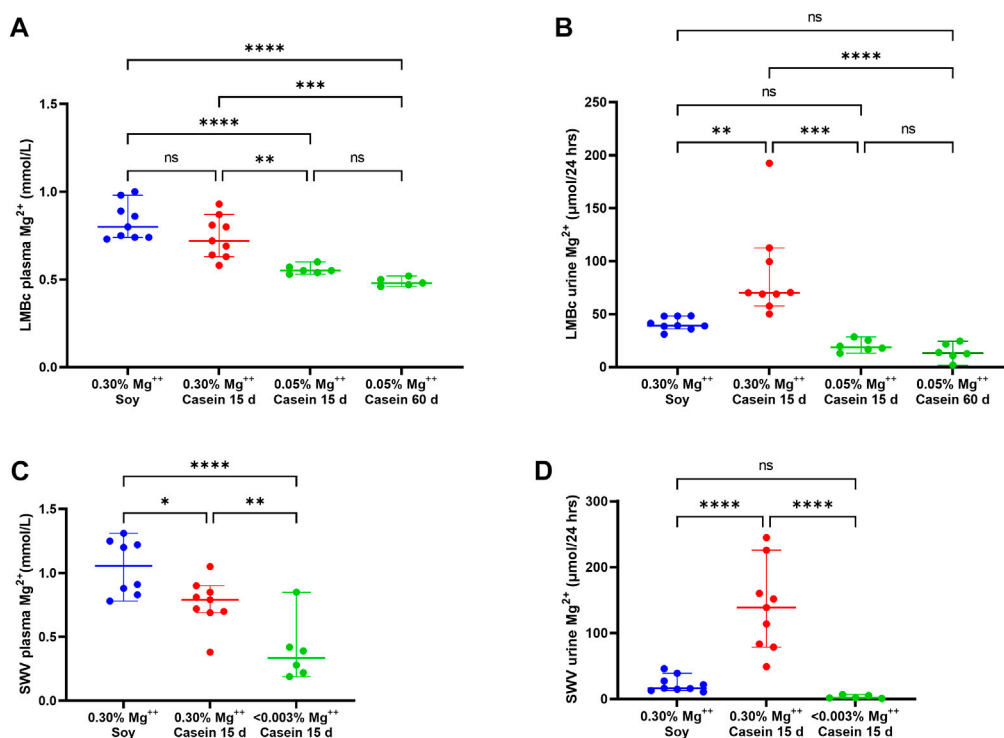 A
****
***
****
ns
**
ns
LMBc plasma Mg²⁺ (mmol/L)
1.5
1.0
0.5
0.0
0.30% Mg⁺⁺
Soy
0.30% Mg⁺⁺
Casein 15 d
0.05% Mg⁺⁺
Casein 15 d
0.05% Mg⁺⁺
Casein 60 d
B
ns
****
ns
**
***
ns
LMBc urine Mg²⁺ (µmol/24 hrs)
250
200
150
100
50
0
0.30% Mg⁺⁺
Soy
0.30% Mg⁺⁺
Casein 15 d
0.05% Mg⁺⁺
Casein 15 d
0.05% Mg⁺⁺
Casein 60 d
C
****
*
**
SWV plasma Mg²⁺(mmol/L)
1.5
1.0
0.5
0.0
0.30% Mg⁺⁺
Soy
0.30% Mg⁺⁺
Casein 15 d
<0.003% Mg⁺⁺
Casein 15 d
D
ns
****
****
SWV urine Mg²⁺ (µmol/24 hrs)
300
200
100
50
0
0.30% Mg⁺⁺
Soy
0.30% Mg⁺⁺
Casein 15 d
<0.003% Mg⁺⁺
Casein 15 d